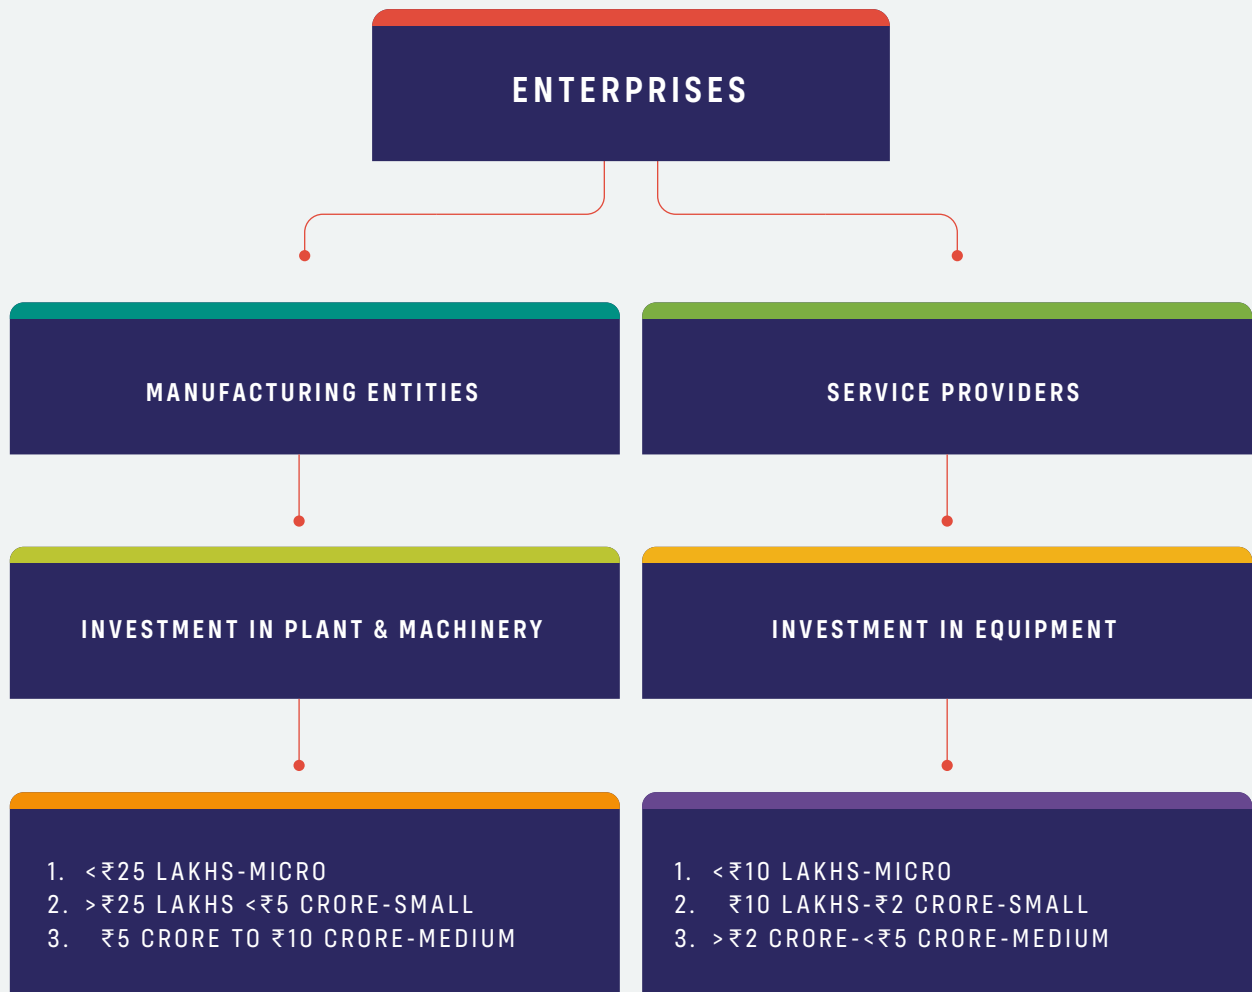 ENTERPRISES
MANUFACTURING ENTITIES
SERVICE PROVIDERS
INVESTMENT IN PLANT & MACHINERY
INVESTMENT IN EQUIPMENT
1. <₹25 LAKHS-MICRO
2. >₹25 LAKHS <₹5 CRORE-SMALL
3. ₹5 CRORE TO ₹10 CRORE-MEDIUM
1. <₹10 LAKHS-MICRO
2. ₹10 LAKHS-₹2 CRORE-SMALL
3. >₹2 CRORE-<₹5 CRORE-MEDIUM